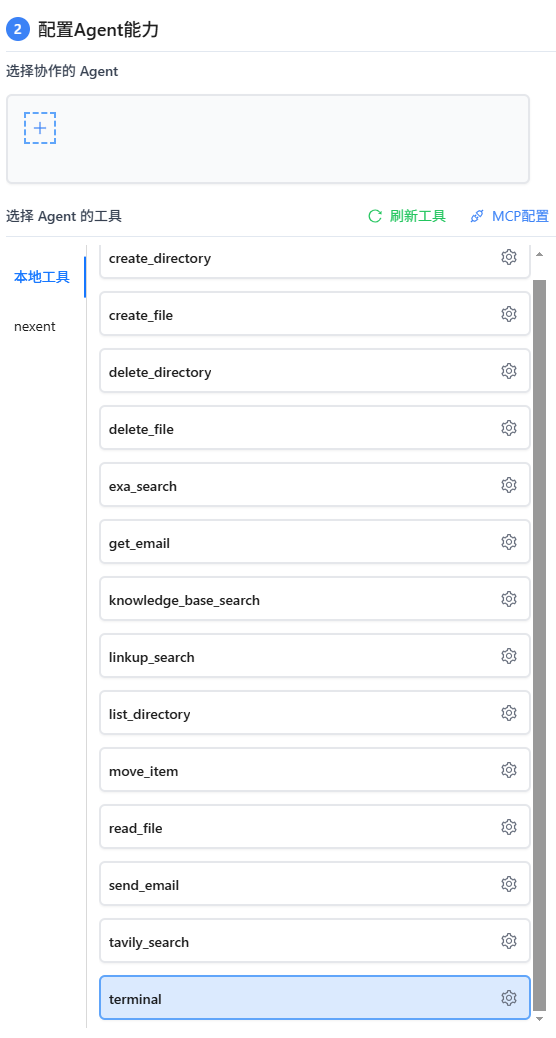 2 配置Agent能力
选择协作的 Agent
选择 Agent 的工具 刷新工具 MCP配置
本地工具
nexent
create_directory
create_file
delete_directory
delete_file
exa_search
get_email
knowledge_base_search
linkup_search
list_directory
move_item
read_file
send_email
tavily_search
terminal